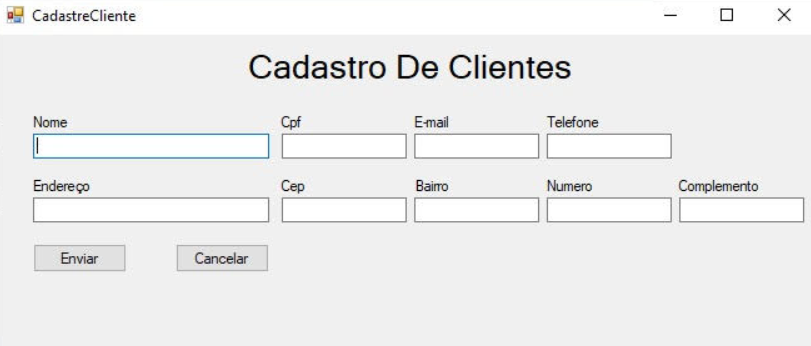 CadastreCliente
Cadastro De Clientes
Nome Cpf E-mail Telefone
Endereço Cep Bairro Numero Complemento
Enviar Cancelar